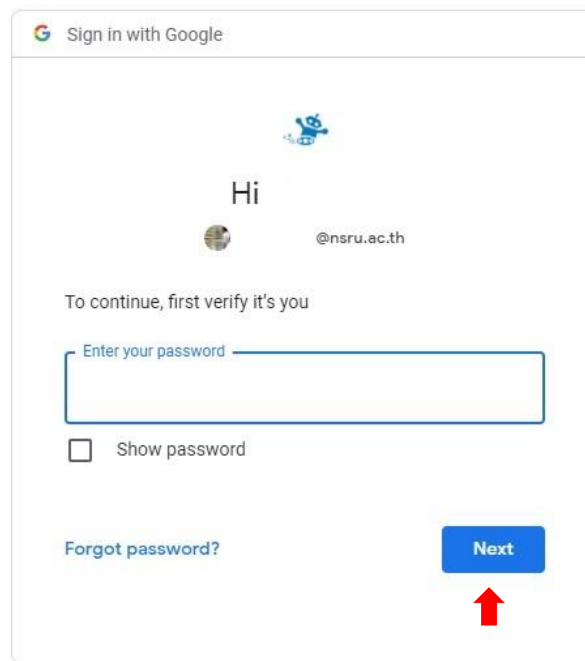 Sign in with Google
Hi
@nsru.ac.th
To continue, first verify it's you
Enter your password
Show password
Forgot password?
Next